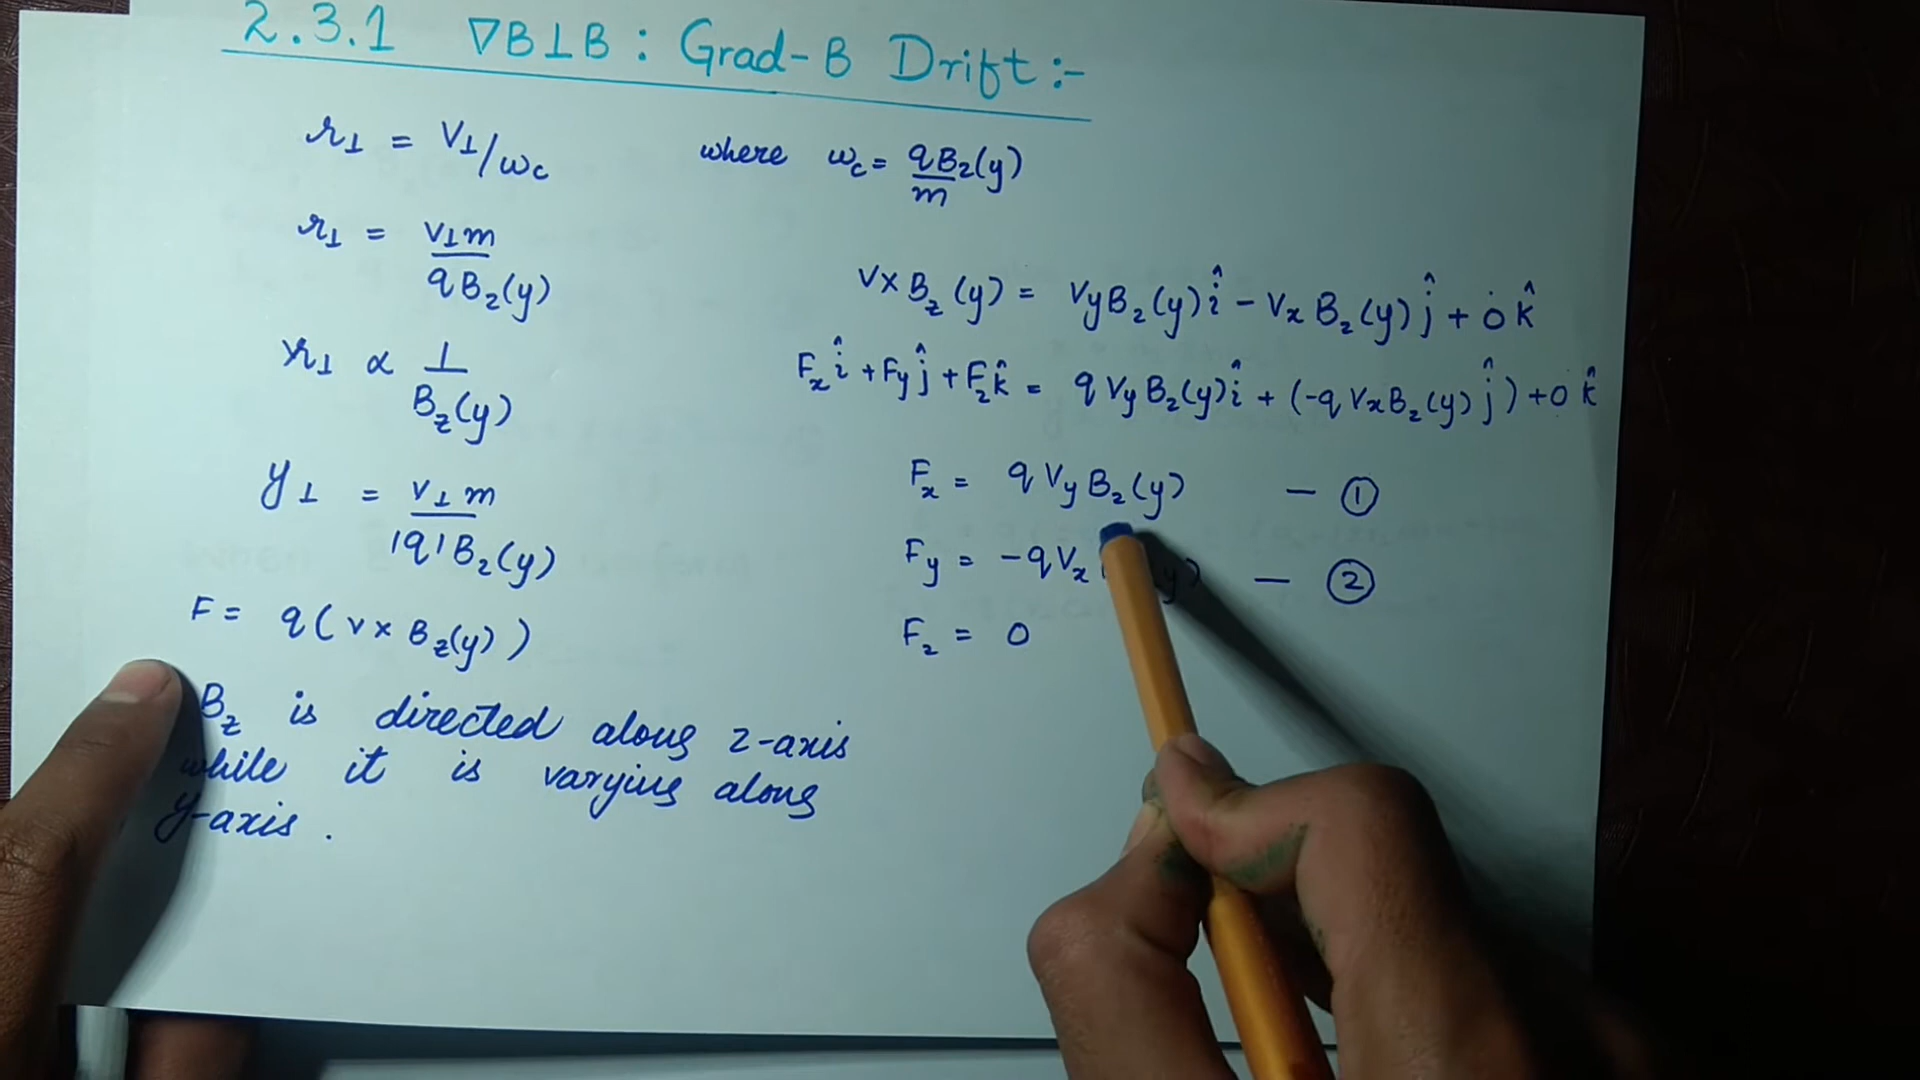 2.3.1 ∇B⊥B : Grad-B Drift :-
r⊥ = V⊥/ωc where ωc = qBz(y)/m
r⊥ = v⊥m / qBz(y)
r⊥ ∝ 1 / Bz(y)
y⊥ = v⊥m / |q|Bz(y)
F = q(v×Bz(y))
Bz is directed along z-axis
while it is varying along
y-axis .
V×Bz(y) = VyBz(y)î - VxBz(y)ĵ + 0k̂
Fxî + Fyĵ + Fzk̂ = qVyBz(y)î + (-qVxBz(y)ĵ) + 0k̂
Fx = qVyBz(y) — ①
Fy = -qVx (y) — ②
Fz = 0